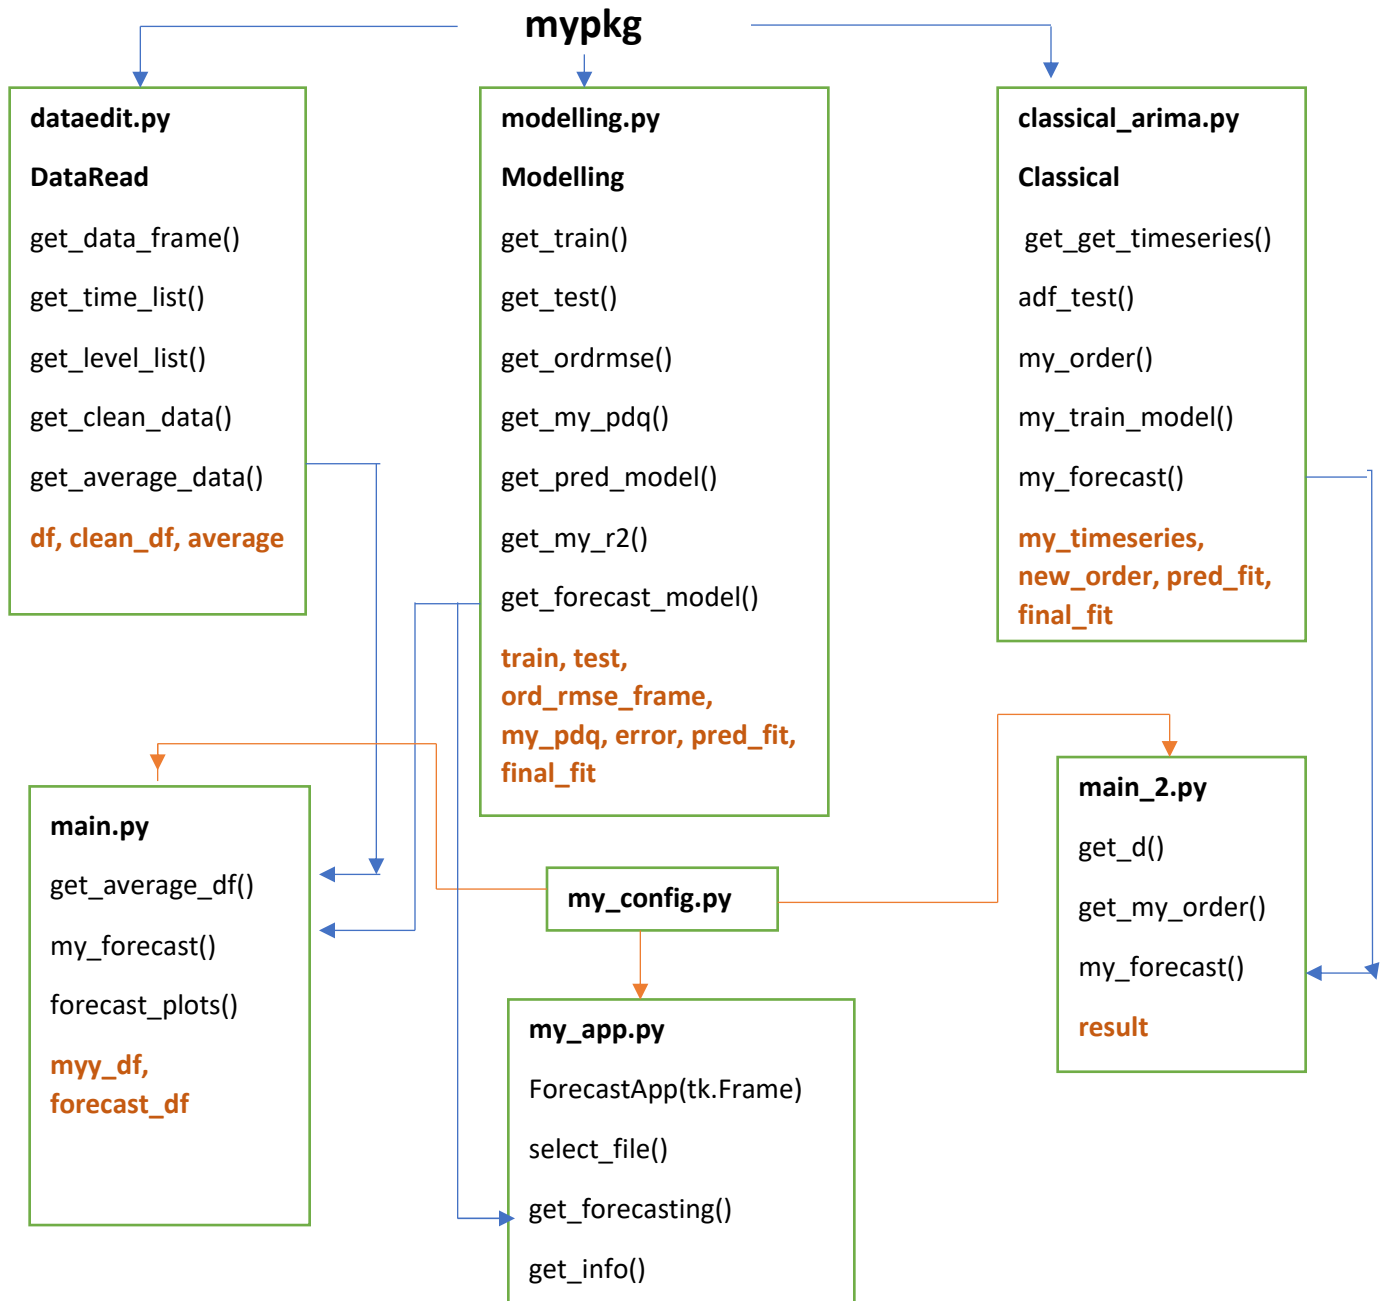 mypkg
dataedit.py
DataRead
get_data_frame()
get_time_list()
get_level_list()
get_clean_data()
get_average_data()
df, clean_df, average
modelling.py
Modelling
get_train()
get_test()
get_ordrmse()
get_my_pdq()
get_pred_model()
get_my_r2()
get_forecast_model()
train, test,
ord_rmse_frame,
my_pdq, error, pred_fit,
final_fit
classical_arima.py
Classical
get_get_timeseries()
adf_test()
my_order()
my_train_model()
my_forecast()
my_timeseries,
new_order, pred_fit,
final_fit
main.py
get_average_df()
my_forecast()
forecast_plots()
myy_df,
forecast_df
my_config.py
my_app.py
ForecastApp(tk.Frame)
select_file()
get_forecasting()
get_info()
main_2.py
get_d()
get_my_order()
my_forecast()
result